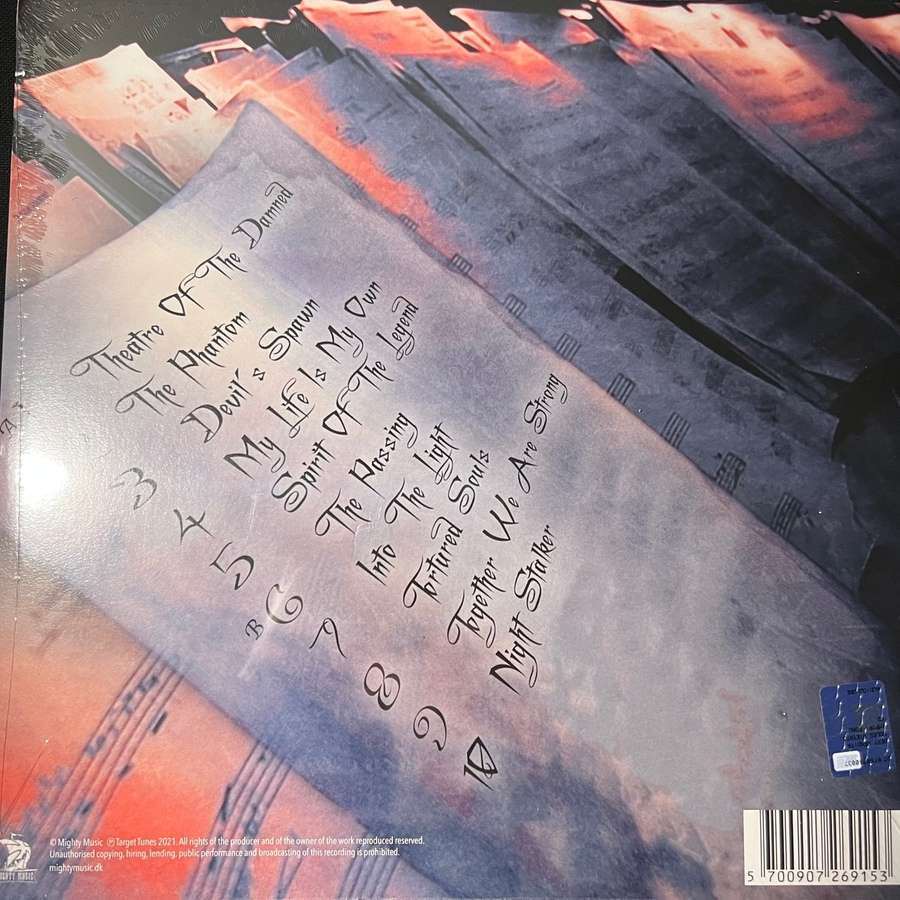 A
Theatre Of The Damned
The Phantom
3 Devil's Spawn
4 My Life Is My Own
5 Spirit Of The Legend
B 6 The Passing
7 Into The Light
8 Tortured Souls
9 Together We Are Strong
10 Night Stalker
© Mighty Music ℗ Target Tunes 2021. All rights of the producer and of the owner of the work reproduced reserved.
Unauthorised copying, hiring, lending, public performance and broadcasting of this recording is prohibited.
mightymusic.dk
5 700907 269153